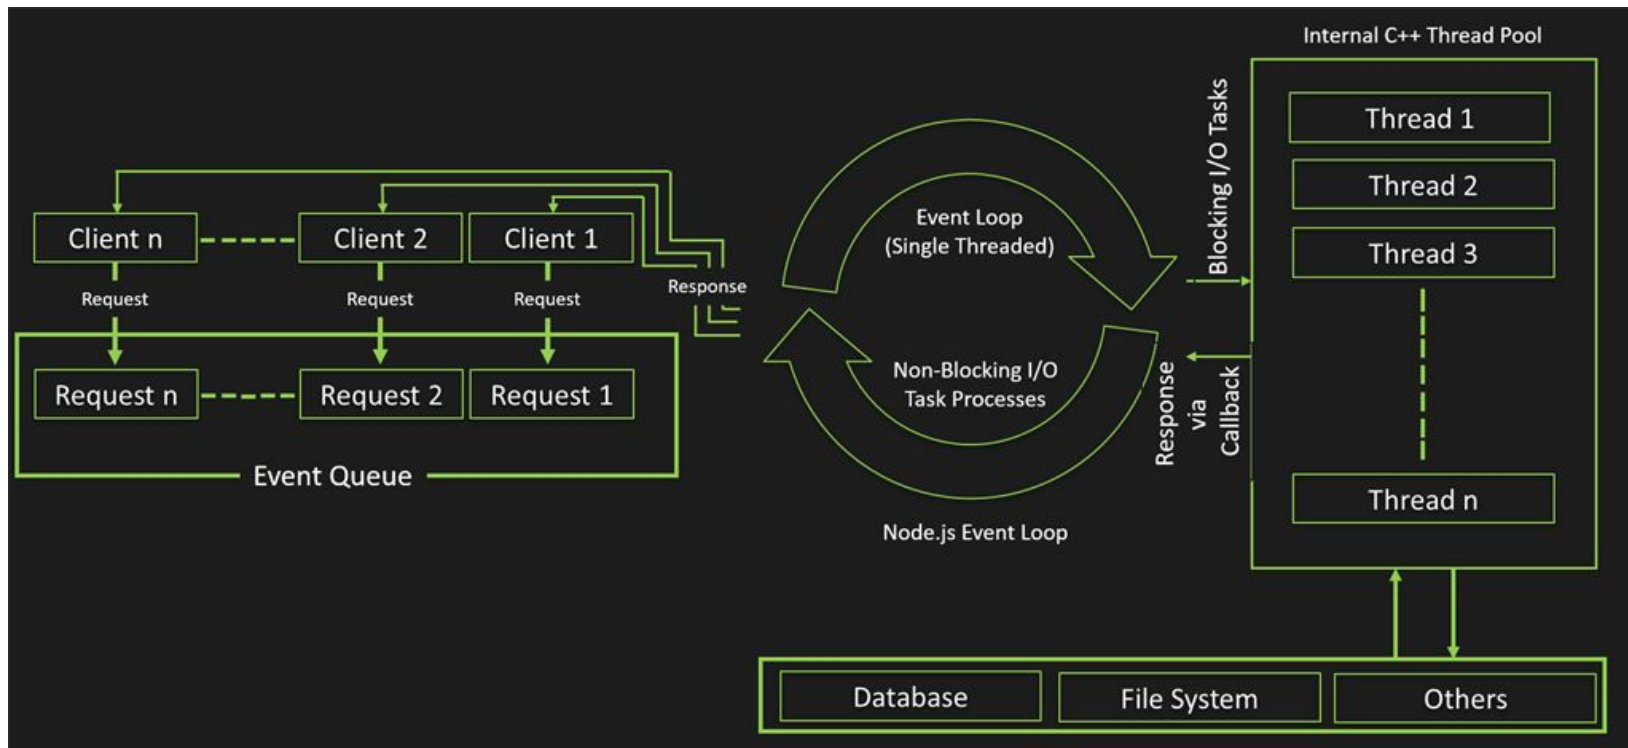 Internal C++ Thread Pool
Thread 1
Thread 2
Thread 3
Thread n
Blocking I/O Tasks
Response
via
Callback
Event Loop
(Single Threaded)
Non-Blocking I/O
Task Processes
Node.js Event Loop
Client n
Client 2
Client 1
Response
Request
Request
Request
Request n
Request 2
Request 1
Event Queue
Database
File System
Others